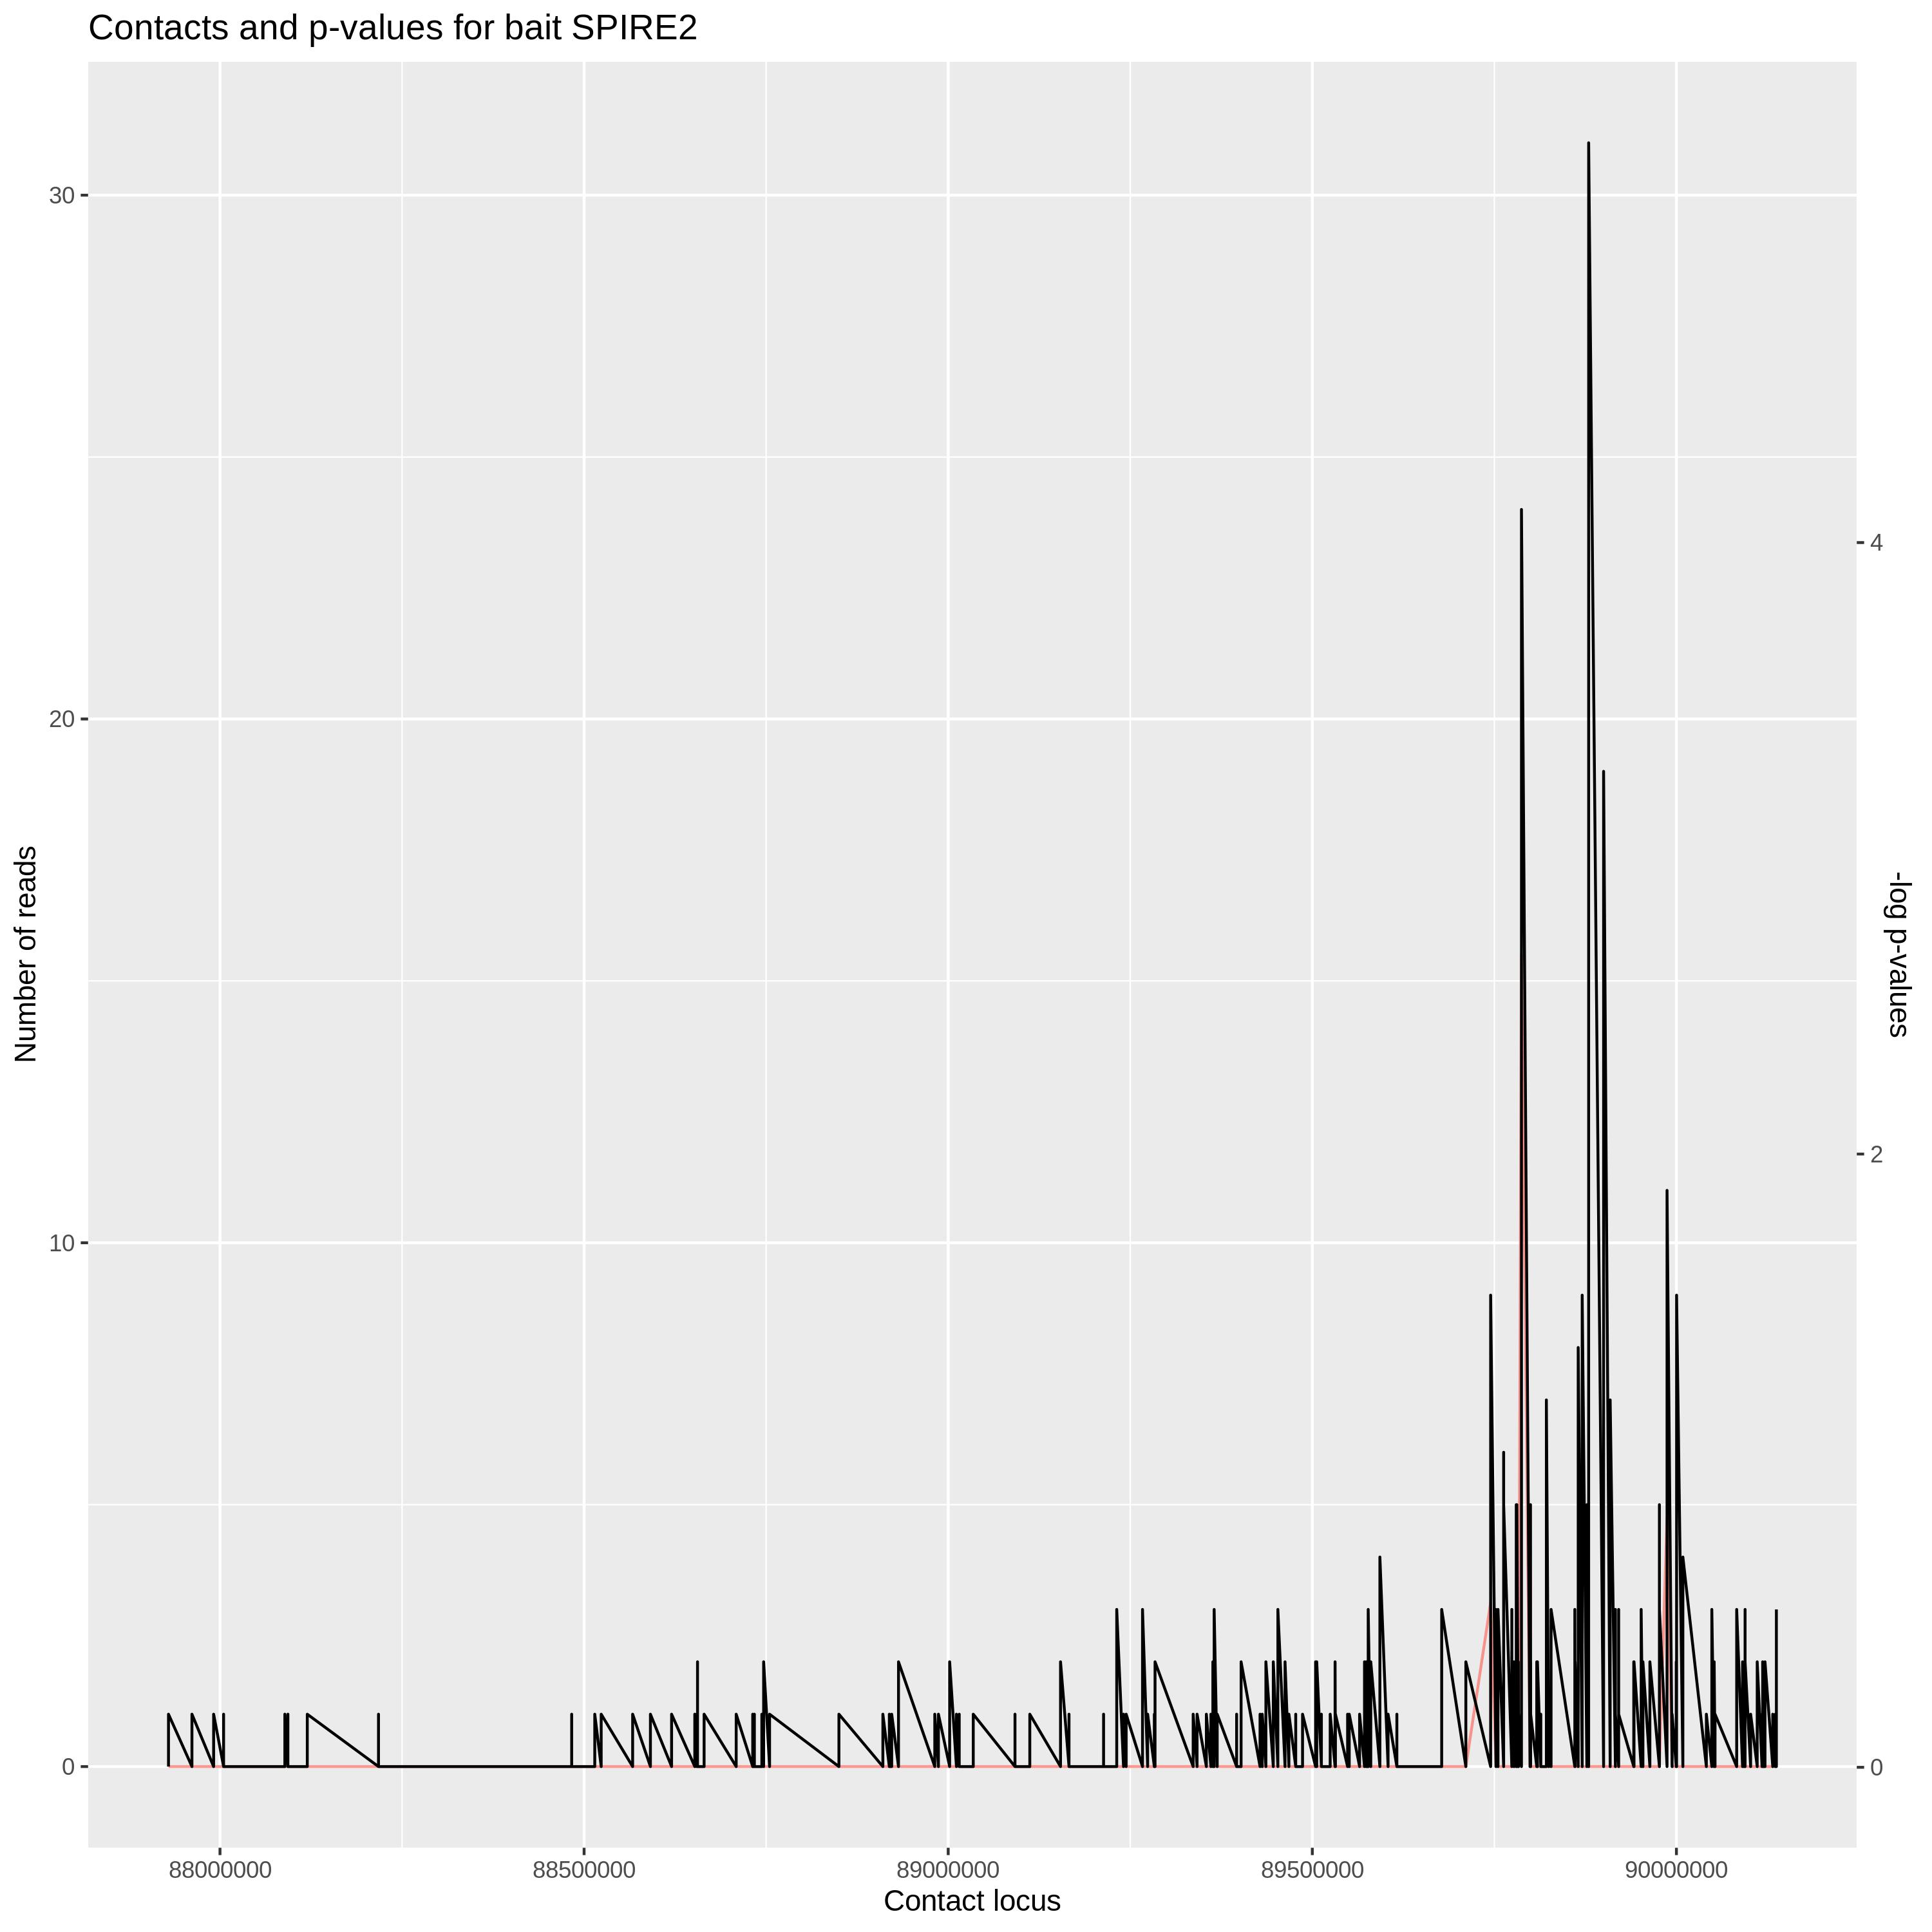 Contacts and p-values for bait SPIRE2
Number of reads
30
20
10
0
4
2
0
-log p-values
88000000 88500000 89000000 89500000 90000000
Contact locus